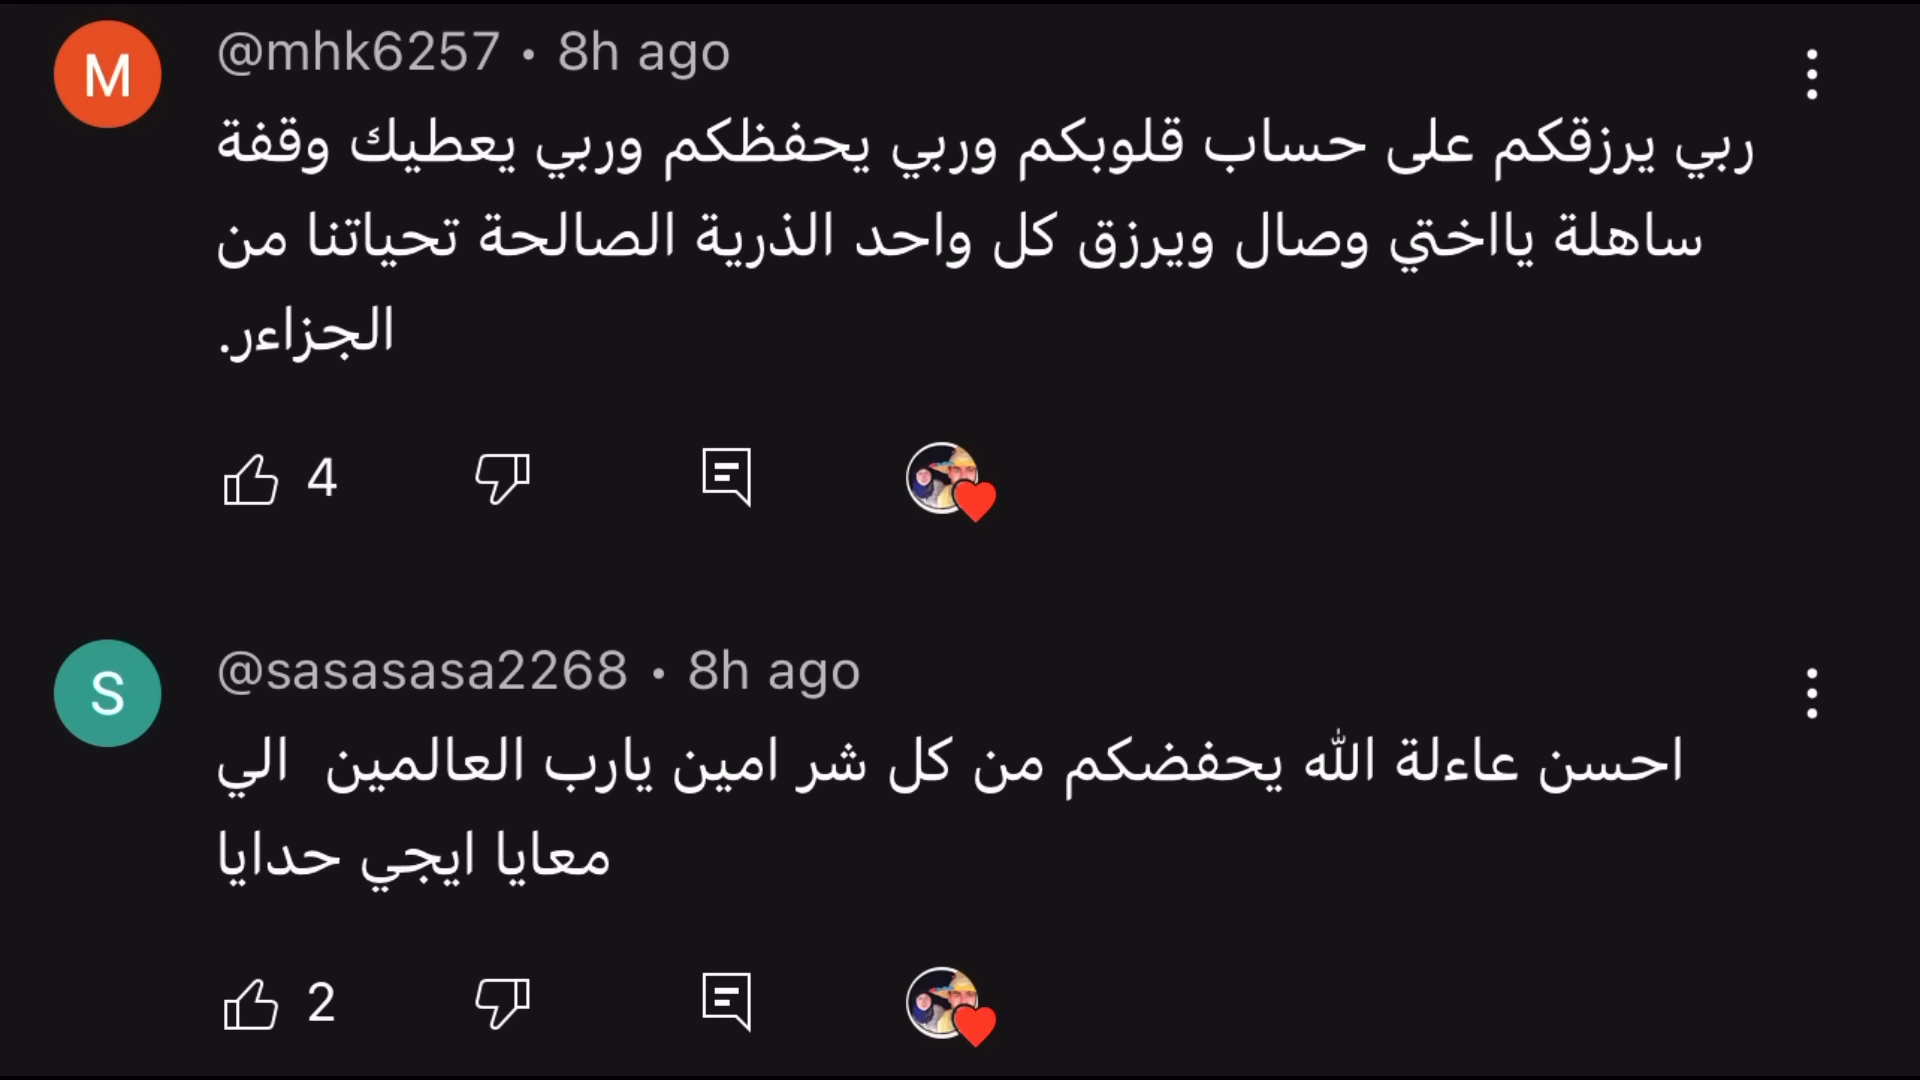 M
@mhk6257 • 8h ago
ربي يرزقكم على حساب قلوبكم وربي يحفظكم وربي يعطيك وقفة
ساهلة يااختي وصال ويرزق كل واحد الذرية الصالحة تحياتنا من
الجزاءر.
4
S
@sasasasa2268 • 8h ago
احسن عاءلة الله يحفضكم من كل شر امين يارب العالمين  الي
معايا ايجي حدايا
2